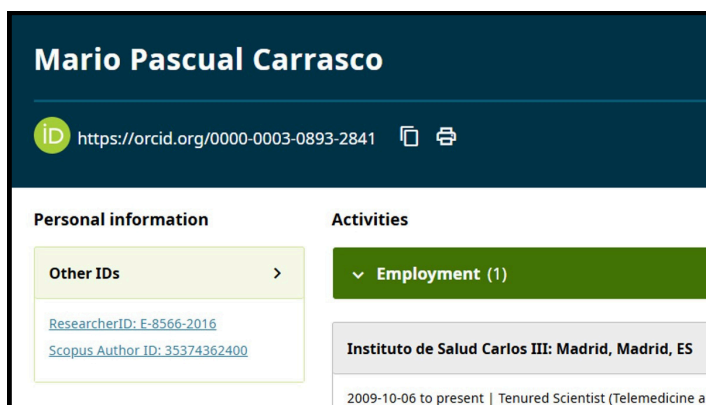 Mario Pascual Carrasco
iD https://orcid.org/0000-0003-0893-2841
Personal information
Other IDs
ResearcherID: E-8566-2016
Scopus Author ID: 35374362400
Activities
Employment (1)
Instituto de Salud Carlos III: Madrid, Madrid, ES
2009-10-06 to present | Tenured Scientist (Telemedicine a